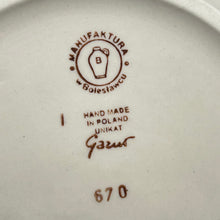 MANUFAKTURA
w Bolesławcu
I
HAND MADE
IN POLAND
UNIKAT
670